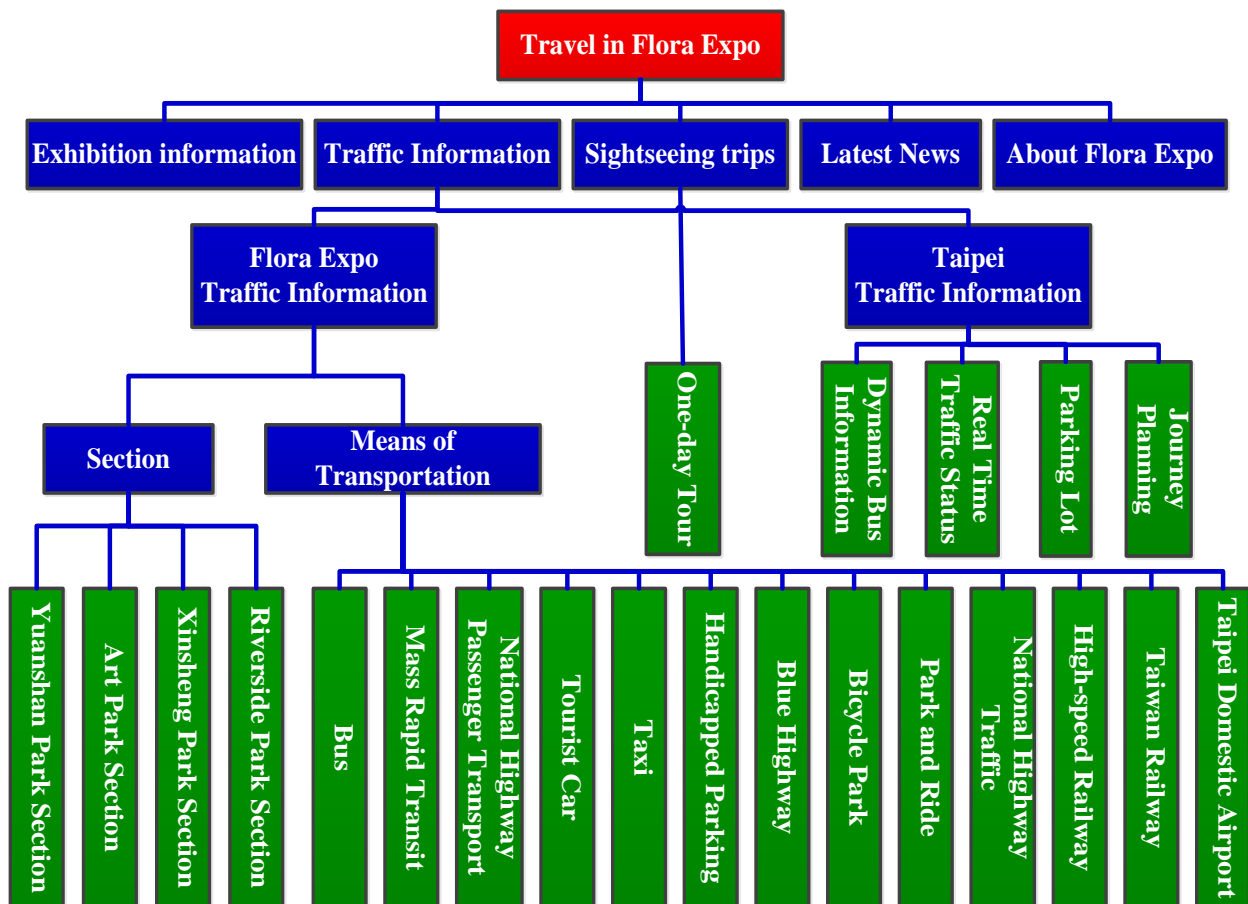 Travel in Flora Expo
Exhibition information
Traffic Information
Sightseeing trips
Latest News
About Flora Expo
Flora Expo
Traffic Information
Taipei
Traffic Information
One-day Tour
Dynamic Bus
Information
Real Time
Traffic Status
Parking Lot
Journey
Planning
Section
Means of
Transportation
Yuanshan Park Section
Art Park Section
Xinsheng Park Section
Riverside Park Section
Bus
Mass Rapid Transit
National Highway
Passenger Transport
Tourist Car
Taxi
Handicapped Parking
Blue Highway
Bicycle Park
Park and Ride
National Highway
Traffic
High-speed Railway
Taiwan Railway
Taipei Domestic Airport